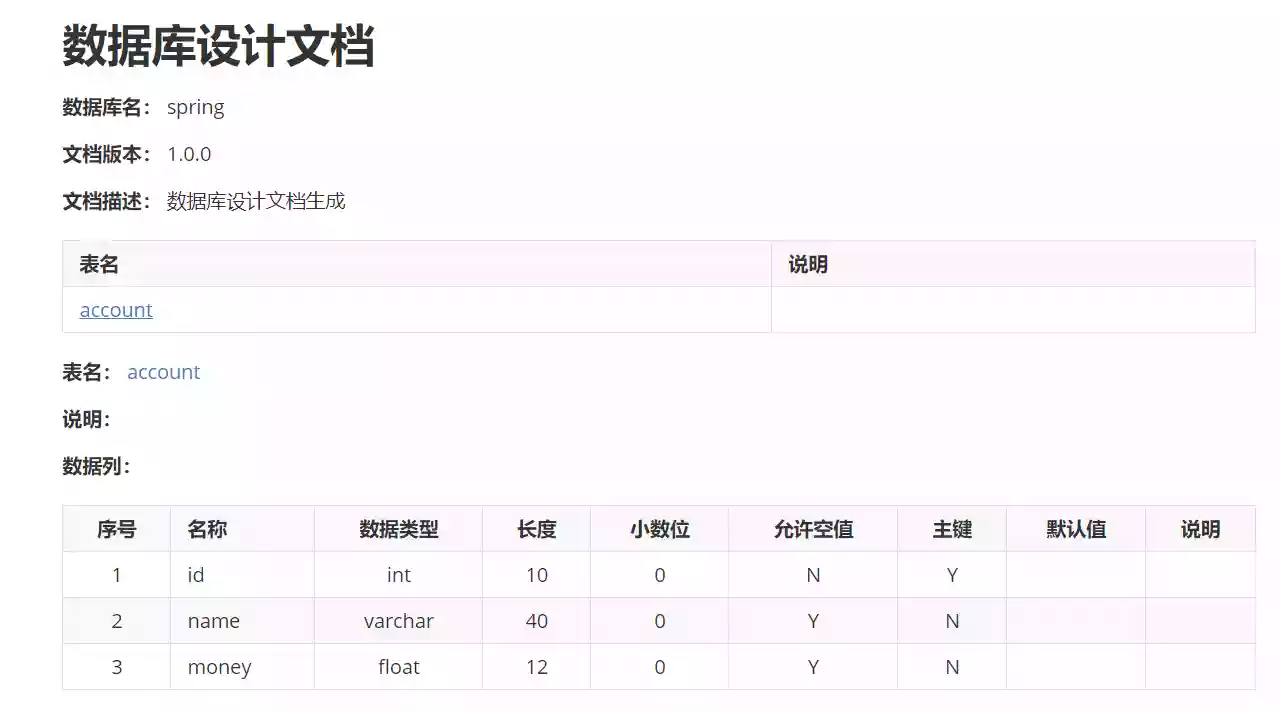 数据库设计文档
数据库名： spring
文档版本： 1.0.0
文档描述： 数据库设计文档生成
表名 说明
account
表名： account
说明：
数据列：
序号 名称 数据类型 长度 小数位 允许空值 主键 默认值 说明
1 id int 10 0 N Y
2 name varchar 40 0 Y N
3 money float 12 0 Y N